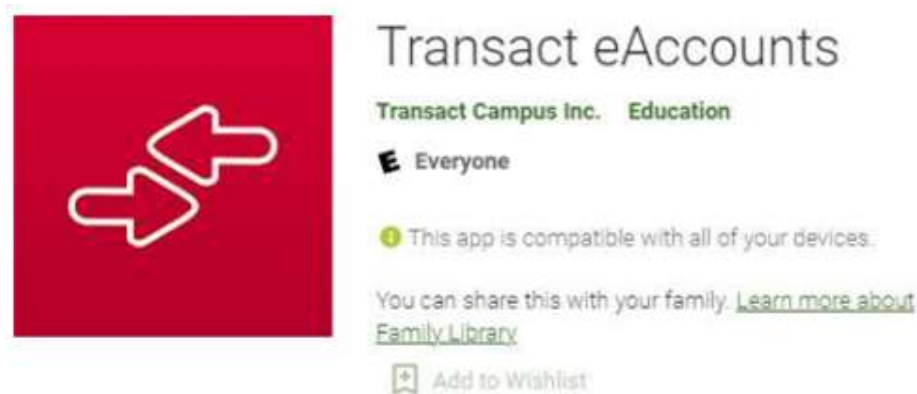 Transact eAccounts
Transact Campus Inc. Education
E Everyone
This app is compatible with all of your devices.
You can share this with your family. Learn more about
Family Library
Add to Wishlist